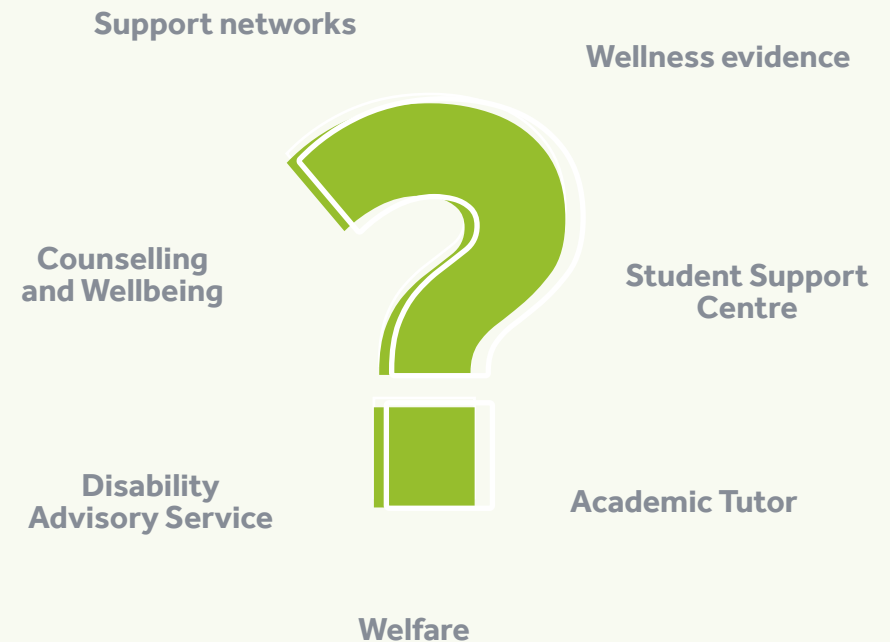 Support networks
Wellness evidence
Counselling
and Wellbeing
Student Support
Centre
Disability
Advisory Service
Academic Tutor
Welfare